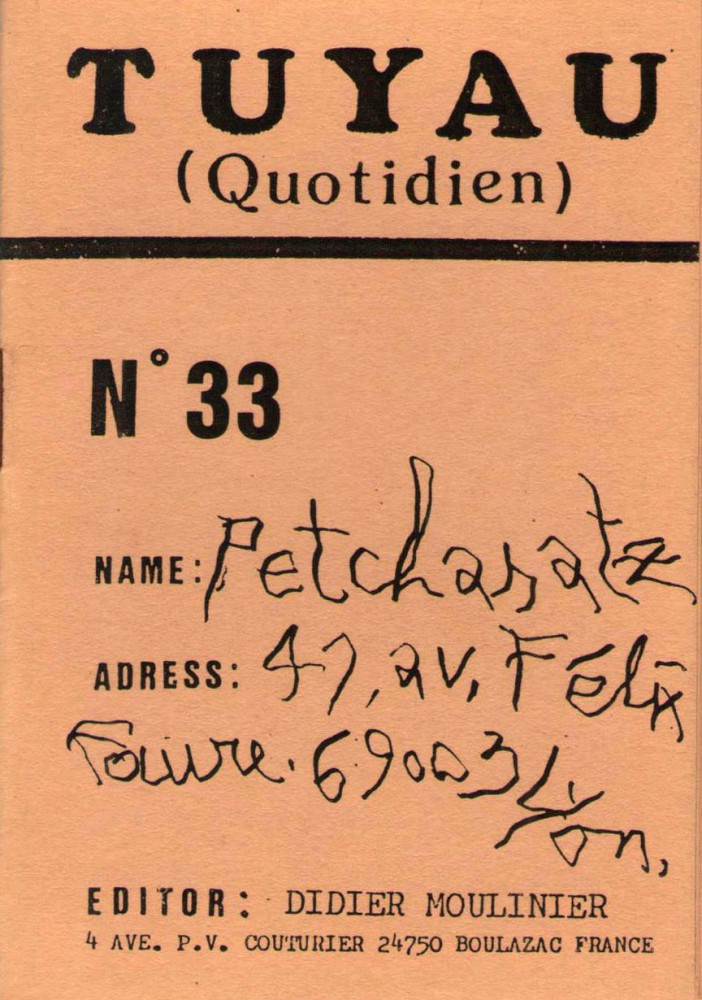 TUYAU
(Quotidien)
N° 33
NAME: Petchanatz
ADRESS: 47, av. Félix
Faure. 69003 Lyon,
EDITOR: DIDIER MOULINIER
4 AVE. P.V. COUTURIER 24750 BOULAZAC FRANCE